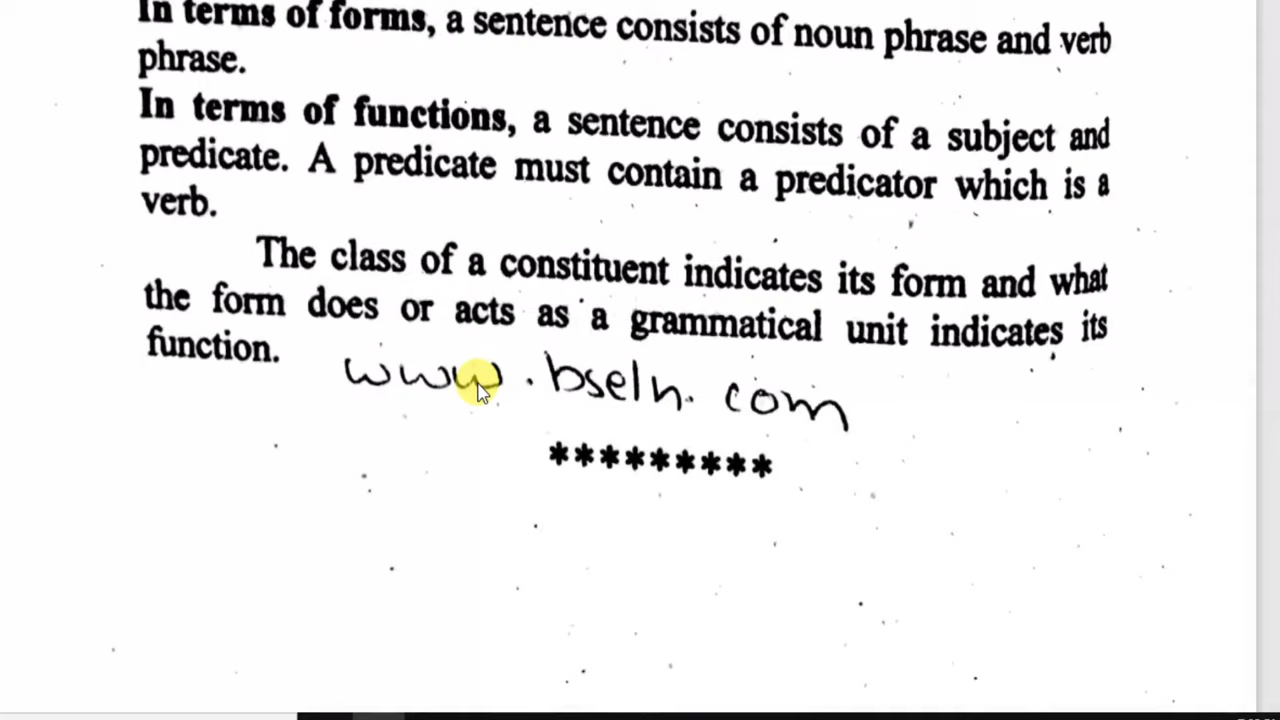 In terms of forms, a sentence consists of noun phrase and verb
phrase.
In terms of functions, a sentence consists of a subject and
predicate. A predicate must contain a predicator which is a
verb.
The class of a constituent indicates its form and what
the form does or acts as a grammatical unit indicates its
function.
www.bseln.com
*********